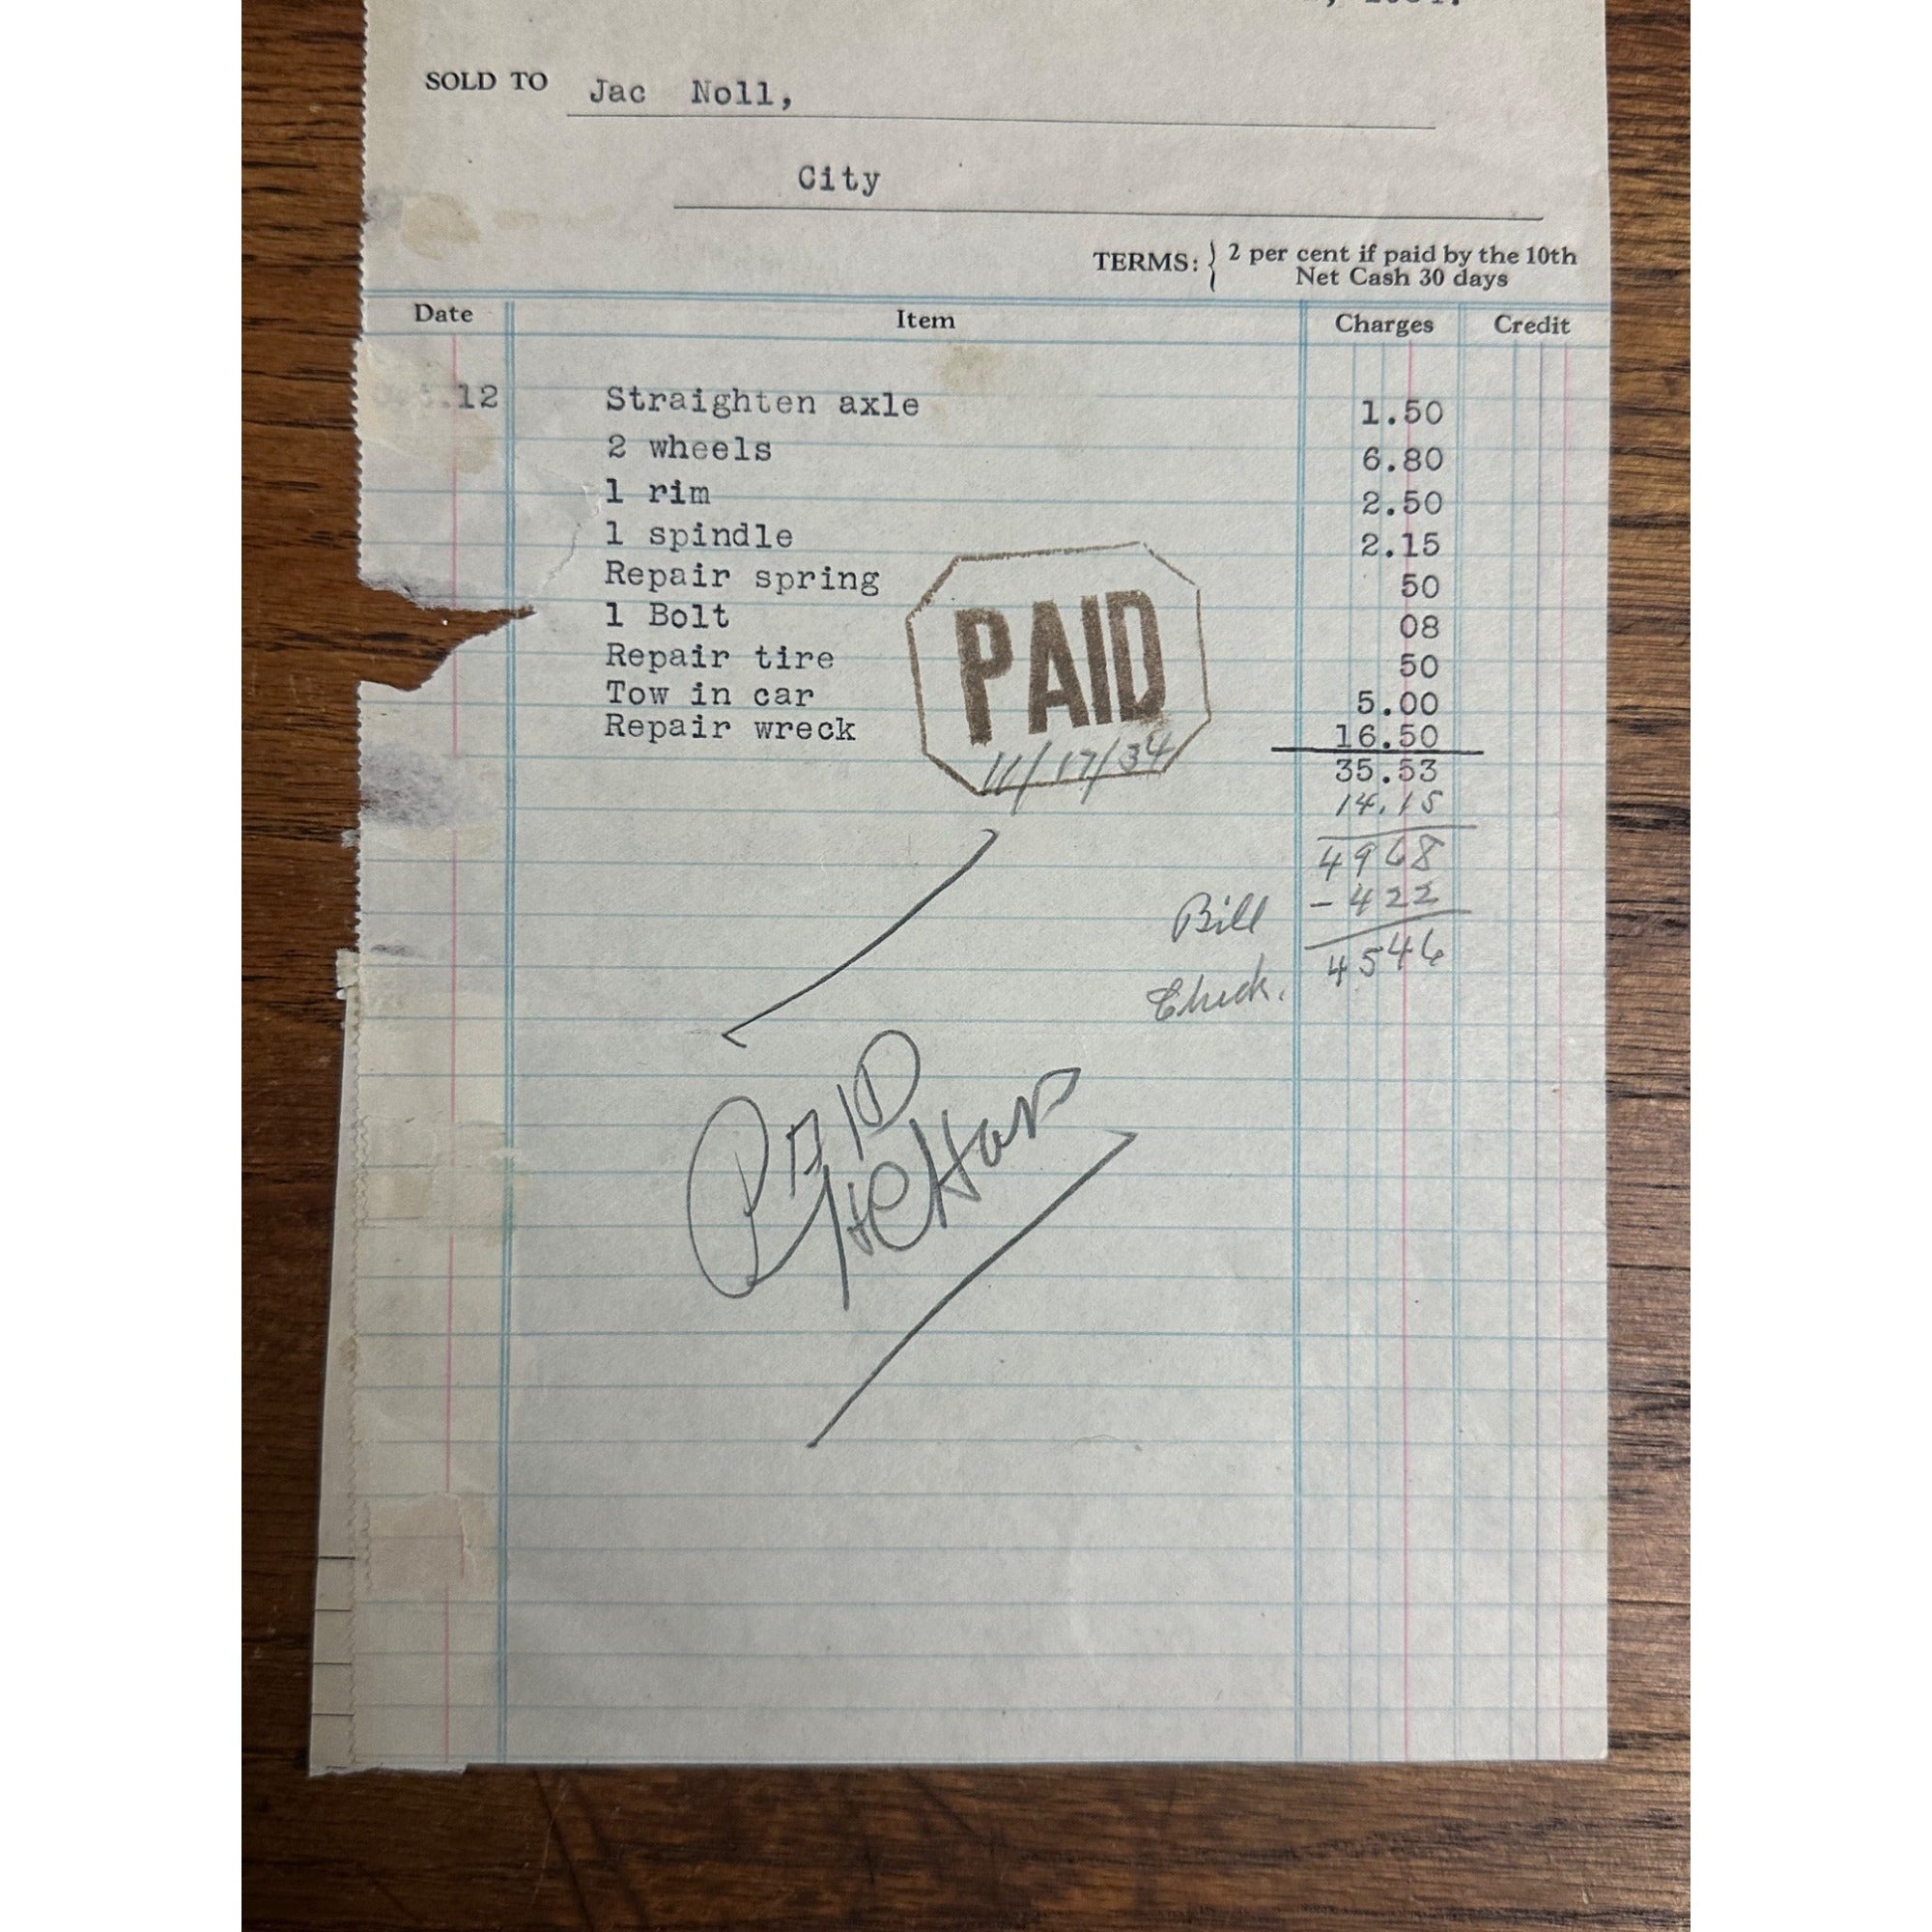 SOLD TO Jac Noll,
City
TERMS: { 2 per cent if paid by the 10th
Net Cash 30 days
Date Item Charges Credit
12 Straighten axle 1.50
2 wheels 6.80
1 rim 2.50
1 spindle 2.15
Repair spring 50
1 Bolt 08
Repair tire 50
Tow in car 5.00
Repair wreck 16.50
PAID
11/17/34
35.53
14.15
4968
Bill - 422
Check. 4546
PAID